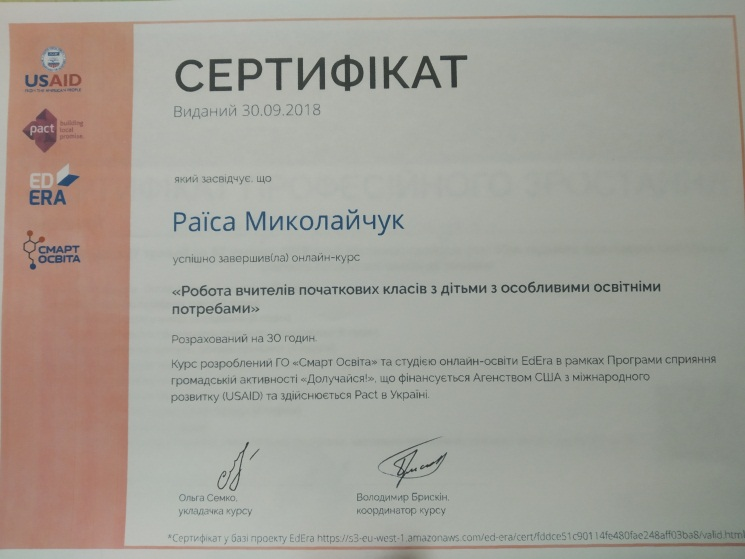 USAID
pact
building
local
promise.
ED
ERA
СМАРТ
ОСВІТА
СЕРТИФІКАТ
Виданий 30.09.2018
який засвідчує, що
Раїса Миколайчук
успішно завершив(ла) онлайн-курс
«Робота вчителів початкових класів з дітьми з особливими освітніми
потребами»
Розрахований на 30 годин.
Курс розроблений ГО «Смарт Освіта» та студією онлайн-освіти EdEra в рамках Програми сприяння
громадській активності «Долучайся!», що фінансується Агенством США з міжнародного
розвитку (USAID) та здійснюється Pact в Україні.
Ольга Семко,
укладачка курсу
Володимир Брискін,
координатор курсу
*Сертифікат у базі проекту EdEra https://s3-eu-west-1.amazonaws.com/ed-era/cert/fddce51c90114fe480fae248aff03ba8/valid.html